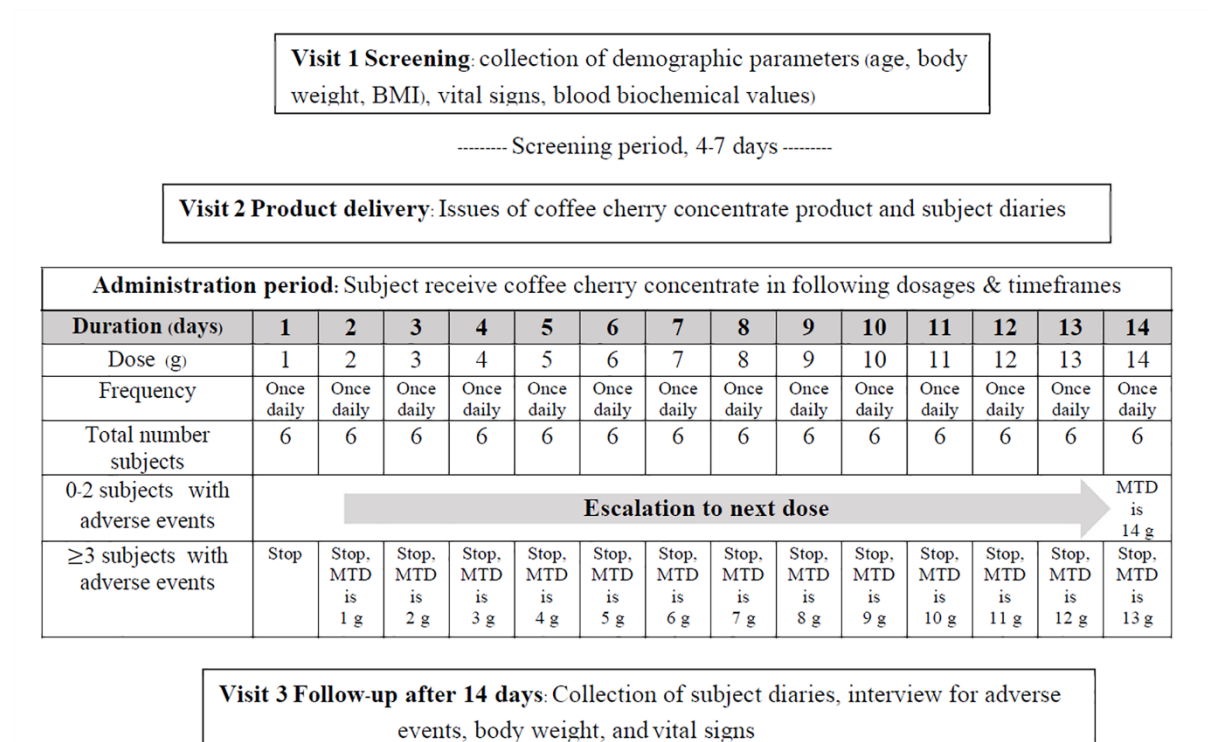 Visit 1 Screening: collection of demographic parameters (age, body
weight, BMI), vital signs, blood biochemical values)
--------- Screening period, 4-7 days ---------
Visit 2 Product delivery: Issues of coffee cherry concentrate product and subject diaries
Administration period: Subject receive coffee cherry concentrate in following dosages & timeframes
Duration (days) 1 2 3 4 5 6 7 8 9 10 11 12 13 14
Dose (g) 1 2 3 4 5 6 7 8 9 10 11 12 13 14
Frequency Once Once Once Once Once Once Once Once Once Once Once Once Once Once
daily daily daily daily daily daily daily daily daily daily daily daily daily daily
Total number 6 6 6 6 6 6 6 6 6 6 6 6 6 6
subjects
0-2 subjects with
adverse events
Escalation to next dose
MTD
is
14 g
≥3 subjects with Stop Stop, Stop, Stop, Stop, Stop, Stop, Stop, Stop, Stop, Stop, Stop, Stop, Stop,
adverse events MTD MTD MTD MTD MTD MTD MTD MTD MTD MTD MTD MTD MTD
is is is is is is is is is is is is is
1 g 2 g 3 g 4 g 5 g 6 g 7 g 8 g 9 g 10 g 11 g 12 g 13 g
Visit 3 Follow-up after 14 days: Collection of subject diaries, interview for adverse
events, body weight, and vital signs